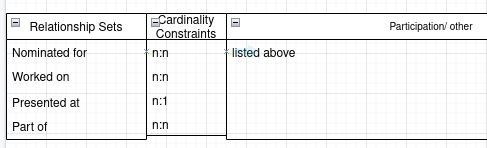 Relationship Sets Cardinality Constraints Participation/ other
Nominated for n:n listed above
Worked on n:n
Presented at n:1
Part of n:n